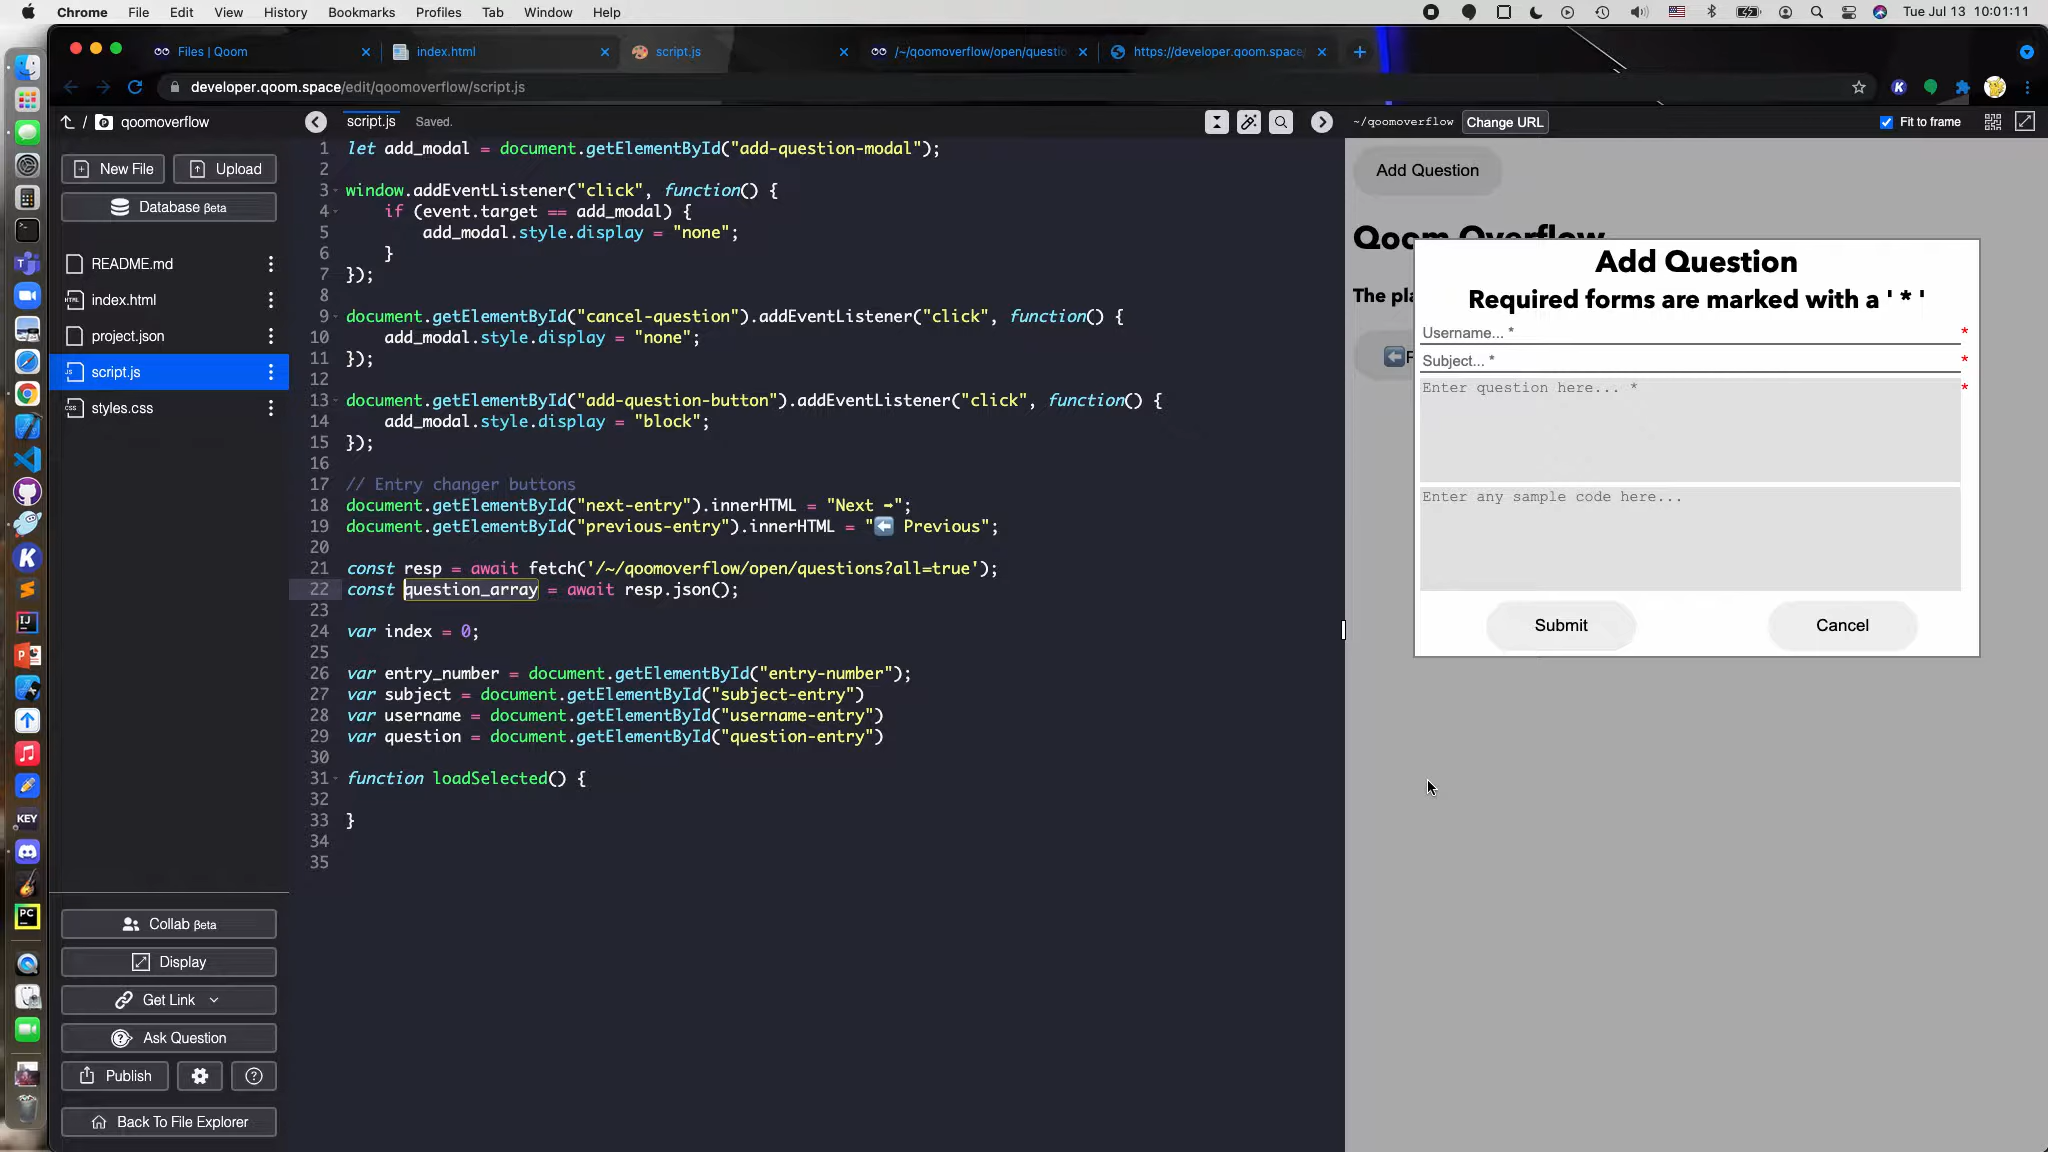 Chrome File Edit View History Bookmarks Profiles Tab Window Help Tue Jul 13 10:01:11
Files | Qoom index.html script.js /~/qoomoverflow/open/questio https://developer.qoom.space/
developer.qoom.space/edit/qoomoverflow/script.js
/ qoomoverflow script.js Saved. ~/qoomoverflow Change URL Fit to frame
New File Upload
Database Beta
README.md
index.html
project.json
script.js
styles.css
Collab Beta
Display
Get Link
Ask Question
Publish
Back To File Explorer
1 let add_modal = document.getElementById("add-question-modal");
2
3 window.addEventListener("click", function() {
4 if (event.target == add_modal) {
5 add_modal.style.display = "none";
6 }
7 });
8
9 document.getElementById("cancel-question").addEventListener("click", function() {
10 add_modal.style.display = "none";
11 });
12
13 document.getElementById("add-question-button").addEventListener("click", function() {
14 add_modal.style.display = "block";
15 });
16
17 // Entry changer buttons
18 document.getElementById("next-entry").innerHTML = "Next ➡";
19 document.getElementById("previous-entry").innerHTML = "⬅️ Previous";
20
21 const resp = await fetch('/~/qoomoverflow/open/questions?all=true');
22 const question_array = await resp.json();
23
24 var index = 0;
25
26 var entry_number = document.getElementById("entry-number");
27 var subject = document.getElementById("subject-entry")
28 var username = document.getElementById("username-entry")
29 var question = document.getElementById("question-entry")
30
31 function loadSelected() {
32
33 }
34
35
Add Question
Qoom Overflow
The pla
Add Question
Required forms are marked with a ' * '
Username... * *
Subject... * *
Enter question here... * *
Enter any sample code here...
Submit Cancel
KEY
PC